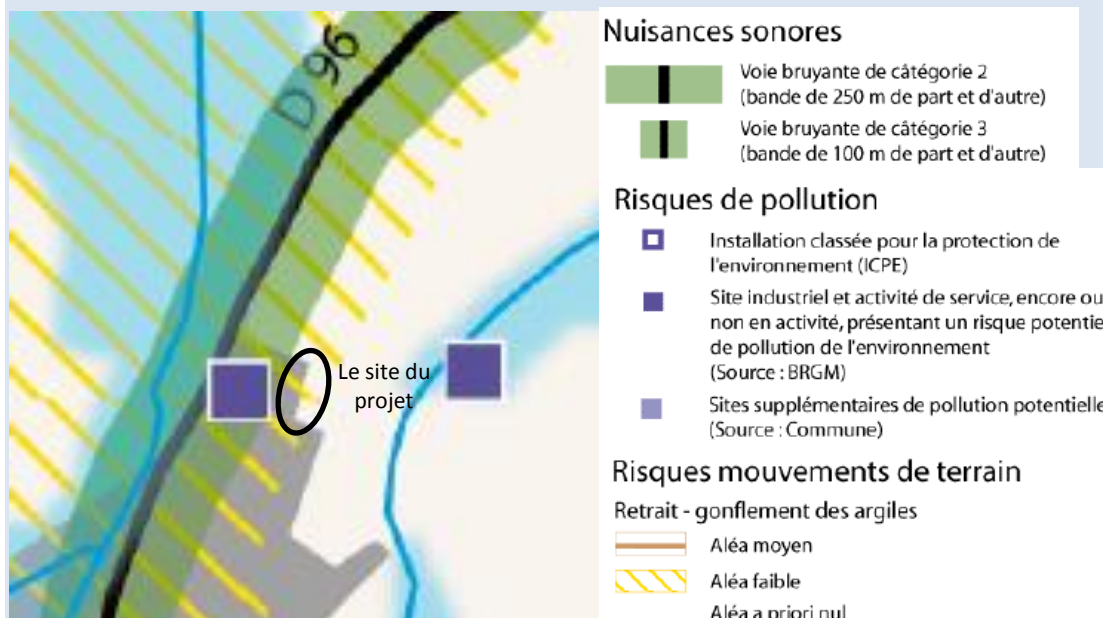 D 96
Le site du
projet
Nuisances sonores
Voie bruyante de câtégorie 2
(bande de 250 m de part et d'autre)
Voie bruyante de câtégorie 3
(bande de 100 m de part et d'autre)
Risques de pollution
Installation classée pour la protection de
l'environnement (ICPE)
Site industriel et activité de service, encore ou
non en activité, présentant un risque potentie
de pollution de l'environnement
(Source : BRGM)
Sites supplémentaires de pollution potentielle
(Source : Commune)
Risques mouvements de terrain
Retrait - gonflement des argiles
Aléa moyen
Aléa faible
Aléa a priori nul